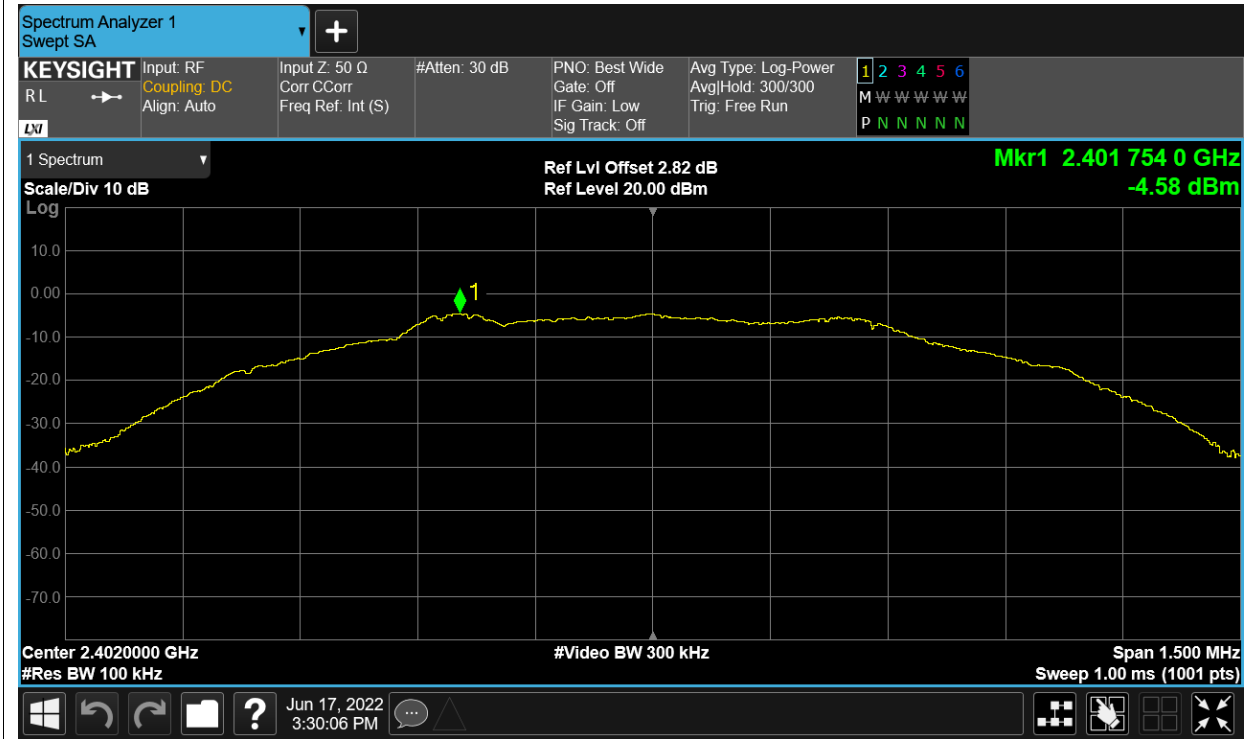 Spectrum Analyzer 1
Swept SA
+
KEYSIGHT
R L
LXI
Input: RF
Coupling: DC
Align: Auto
Input Z: 50 Ω
Corr CCorr
Freq Ref: Int (S)
#Atten: 30 dB
PNO: Best Wide
Gate: Off
IF Gain: Low
Sig Track: Off
Avg Type: Log-Power
Avg|Hold: 300/300
Trig: Free Run
1 2 3 4 5 6
M W W W W W
P N N N N N
1 Spectrum
Scale/Div 10 dB
Log
Ref Lvl Offset 2.82 dB
Ref Level 20.00 dBm
Mkr1 2.401 754 0 GHz
-4.58 dBm
10.0
0.00
-10.0
-20.0
-30.0
-40.0
-50.0
-60.0
-70.0
1
Center 2.4020000 GHz
#Res BW 100 kHz
#Video BW 300 kHz
Span 1.500 MHz
Sweep 1.00 ms (1001 pts)
?
Jun 17, 2022
3:30:06 PM